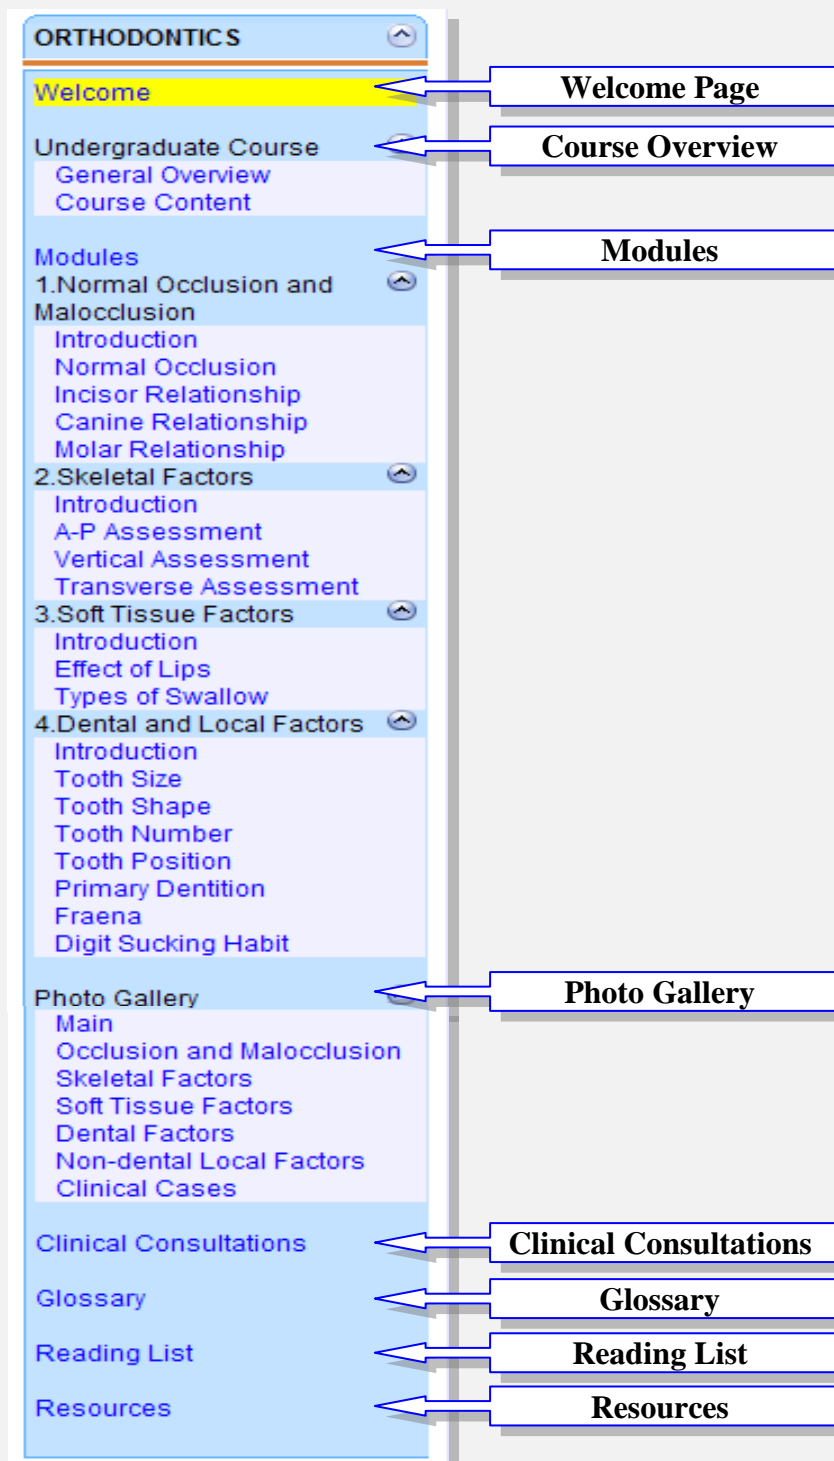 ORTHODONTICS
Welcome
Welcome Page
Undergraduate Course
Course Overview
General Overview
Course Content
Modules
Modules
1.Normal Occlusion and
Malocclusion
Introduction
Normal Occlusion
Incisor Relationship
Canine Relationship
Molar Relationship
2.Skeletal Factors
Introduction
A-P Assessment
Vertical Assessment
Transverse Assessment
3.Soft Tissue Factors
Introduction
Effect of Lips
Types of Swallow
4.Dental and Local Factors
Introduction
Tooth Size
Tooth Shape
Tooth Number
Tooth Position
Primary Dentition
Fraena
Digit Sucking Habit
Photo Gallery
Photo Gallery
Main
Occlusion and Malocclusion
Skeletal Factors
Soft Tissue Factors
Dental Factors
Non-dental Local Factors
Clinical Cases
Clinical Consultations
Clinical Consultations
Glossary
Glossary
Reading List
Reading List
Resources
Resources